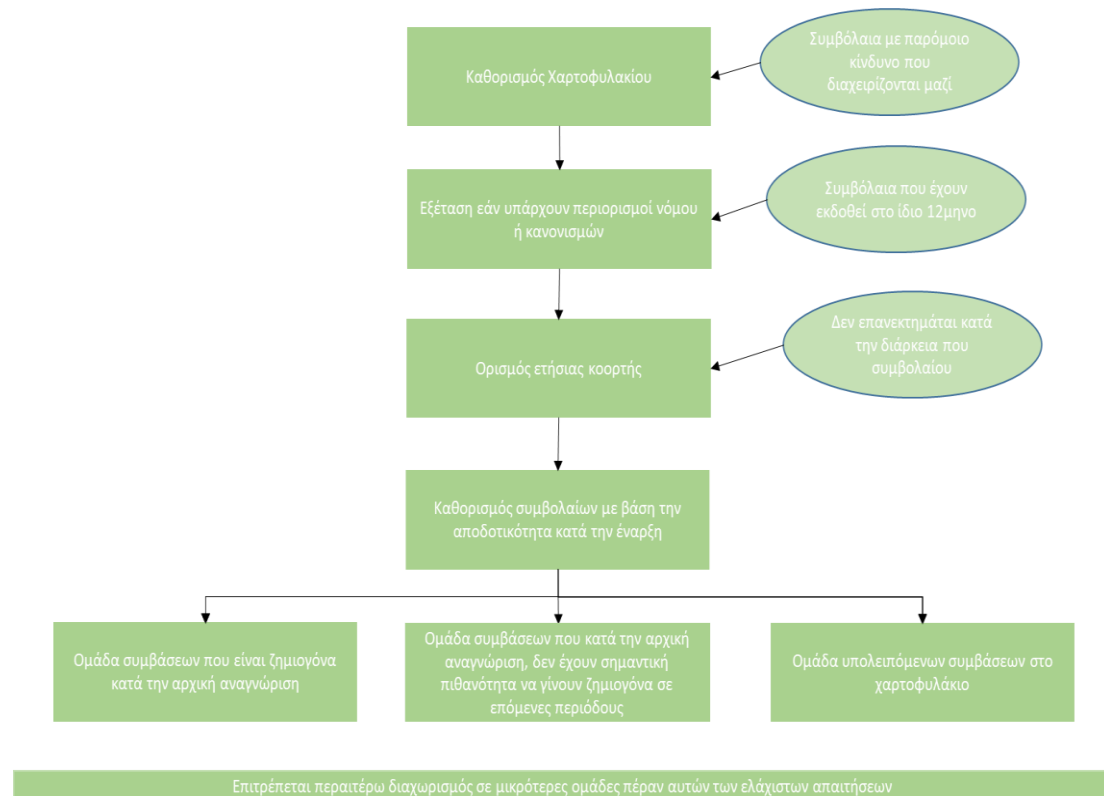 Συμβόλαια με παρόμοιο
κίνδυνο που
διαχειρίζονται μαζί
Καθορισμός Χαρτοφυλακίου
Συμβόλαια που έχουν
εκδοθεί στο ίδιο 12μηνο
Εξέταση εάν υπάρχουν περιορισμοί νόμου
ή κανονισμών
Δεν επανεκτημάται κατά
την διάρκεια που
συμβολαίου
Ορισμός ετήσιας κοορτής
Καθορισμός συμβολαίων με βάση την
αποδοτικότητα κατά την έναρξη
Ομάδα συμβάσεων που είναι ζημιογόνα
κατά την αρχική αναγνώριση
Ομάδα συμβάσεων που κατά την αρχική
αναγνώριση, δεν έχουν σημαντική
πιθανότητα να γίνουν ζημιογόνα σε
επόμενες περιόδους
Ομάδα υπολειπόμενων συμβάσεων στο
χαρτοφυλάκιο
Επιτρέπεται περαιτέρω διαχωρισμός σε μικρότερες ομάδες πέραν αυτών των ελάχιστων απαιτήσεων